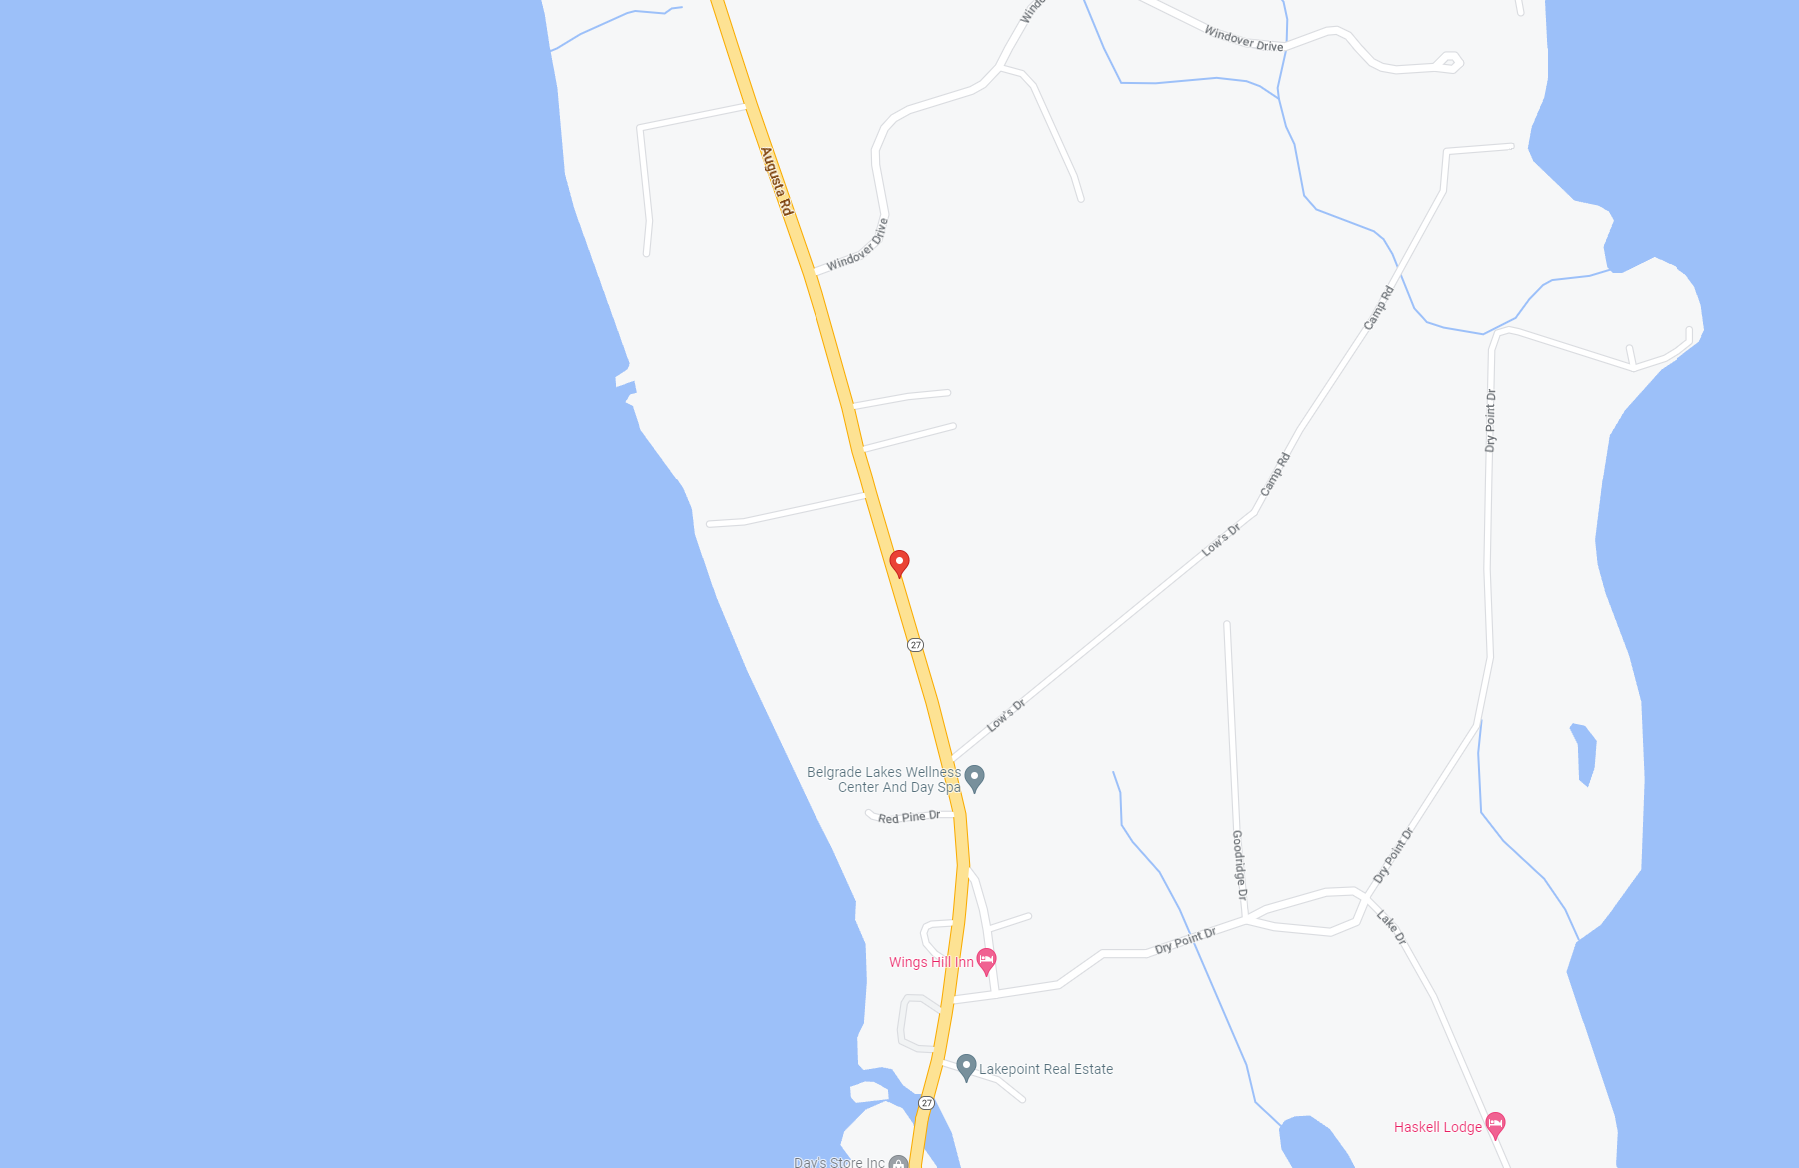 Windo
Windover Drive
Augusta Rd
Windover Drive
Camp Rd
Dry Point Dr
Camp Rd
Low's Dr
27
Low's Dr
Belgrade Lakes Wellness
Center And Day Spa
Red Pine Dr
Goodridge Dr
Dry Point Dr
Lake Dr
Dry Point Dr
Wings Hill Inn
Lakepoint Real Estate
27
Haskell Lodge
Day's Store Inc